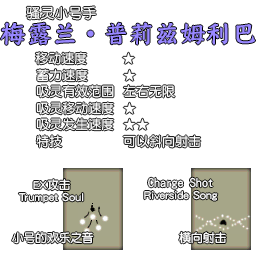 骚灵小号手
梅露兰·普莉兹姆利巴
移动速度 ★
蓄力速度 ★
吸灵有效范围 左右无限
吸灵移动速度 ★
吸灵发生速度 ★★
特技 可以斜向射击
EX攻击
Trumpet Soul
小号的欢乐之音
Charge Shot
Riverside Song
横向射击